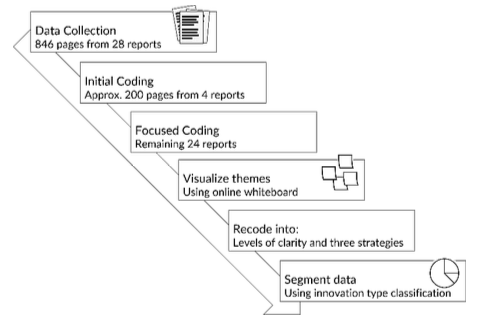 Data Collection
846 pages from 28 reports
Initial Coding
Approx. 200 pages from 4 reports
Focused Coding
Remaining 24 reports
Visualize themes
Using online whiteboard
Recode into:
Levels of clarity and three strategies
Segment data
Using innovation type classification